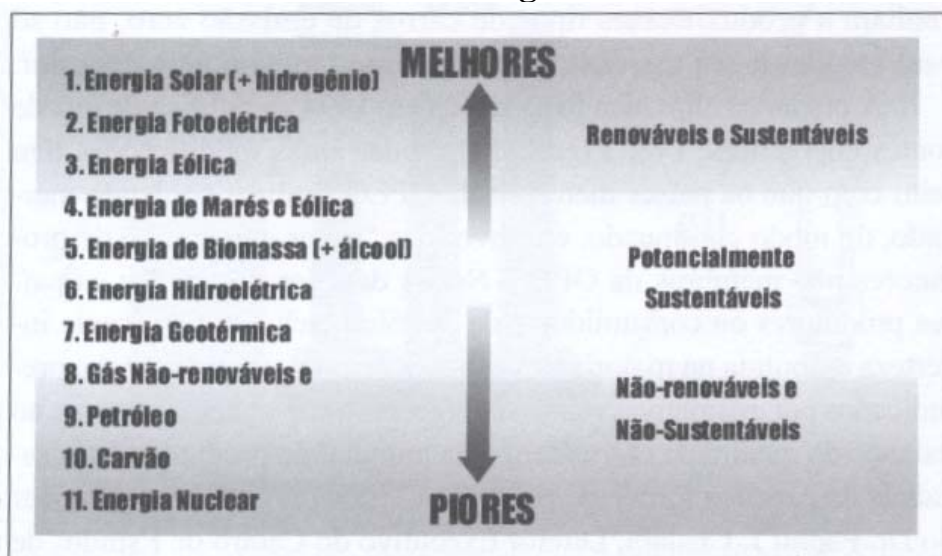 MELHORES
1. Energia Solar (+ hidrogênio)
2. Energia Fotoelétrica
3. Energia Eólica
4. Energia de Marés e Eólica
5. Energia de Biomassa (+ álcool)
6. Energia Hidroelétrica
7. Energia Geotérmica
8. Gás Não-renováveis e
9. Petróleo
10. Carvão
11. Energia Nuclear
Renováveis e Sustentáveis
Potencialmente
Sustentáveis
Não-renováveis e
Não-Sustentáveis
PIORES